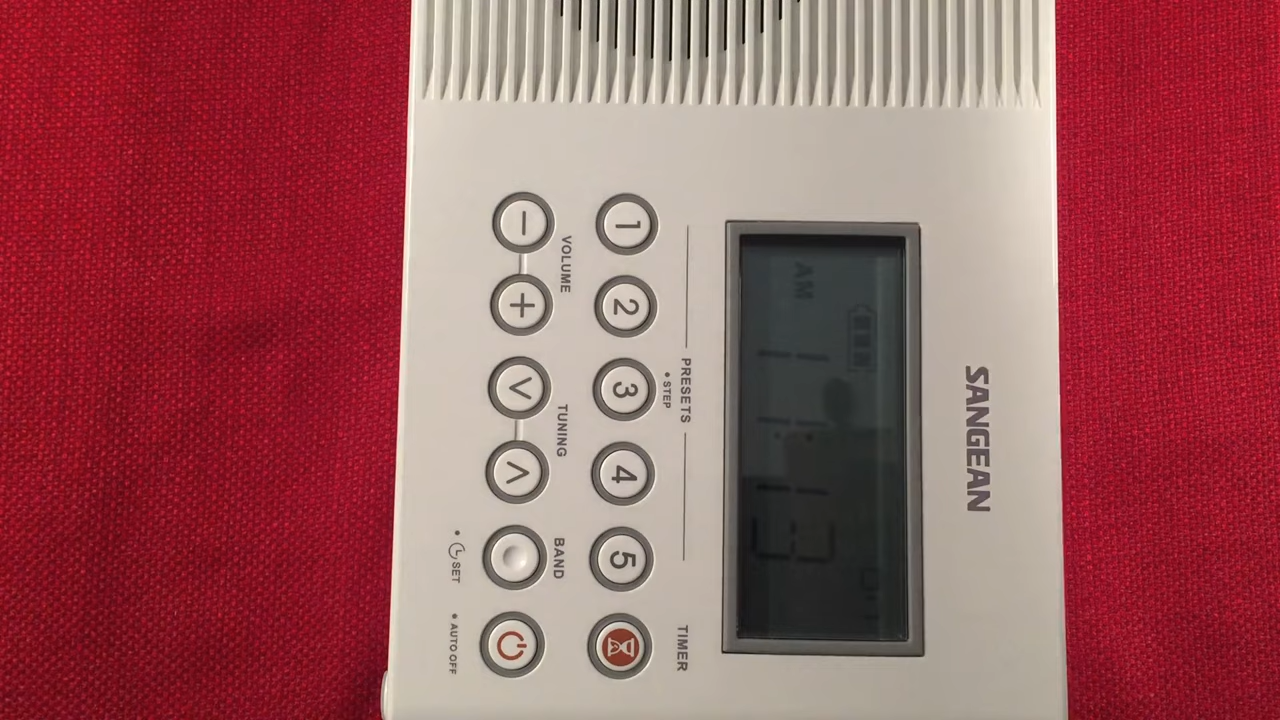 SANGEAN
AM
PRESETS
TIMER
• STEP
1 2 3 4 5
VOLUME TUNING BAND
− +
• SET • AUTO OFF